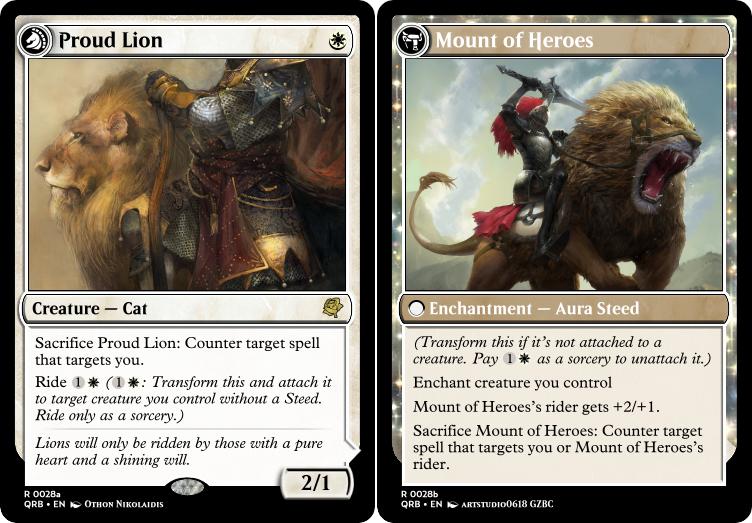 Proud Lion
Creature — Cat
Sacrifice Proud Lion: Counter target spell
that targets you.
Ride 1 (1: Transform this and attach it
to target creature you control without a Steed.
Ride only as a sorcery.)
Lions will only be ridden by those with a pure
heart and a shining will.
2/1
R 0028a
QRB • EN OTHON NIKOLAIDIS
Mount of Heroes
Enchantment — Aura Steed
(Transform this if it's not attached to a
creature. Pay 1 as a sorcery to unattach it.)
Enchant creature you control
Mount of Heroes's rider gets +2/+1.
Sacrifice Mount of Heroes: Counter target
spell that targets you or Mount of Heroes's
rider.
R 0028b
QRB • EN ARTSTUDIO0618 GZBC